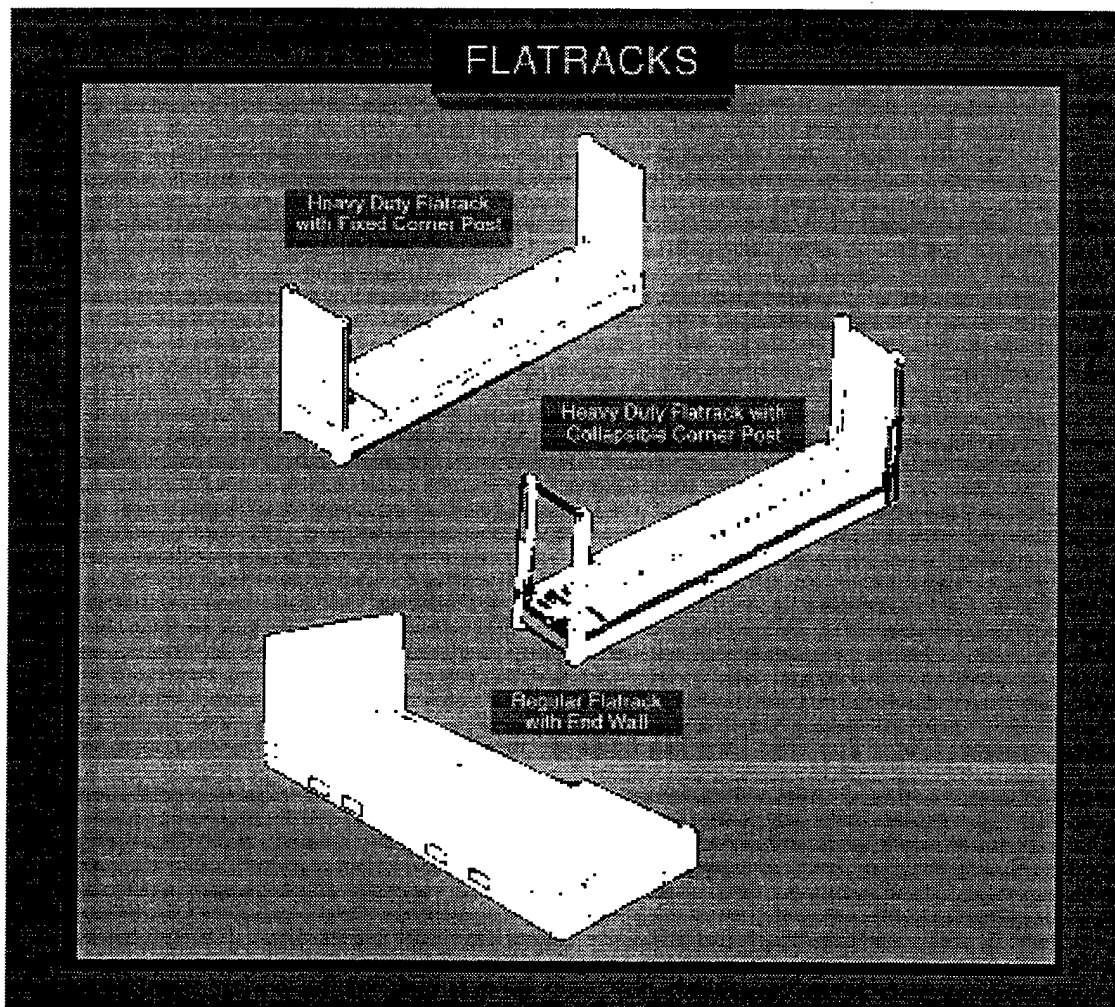 FLATRACKS
Heavy Duty Flatrack
with Fixed Corner Post
Heavy Duty Flatrack with
Collapsible Corner Post
Regular Flatrack
with End Wall